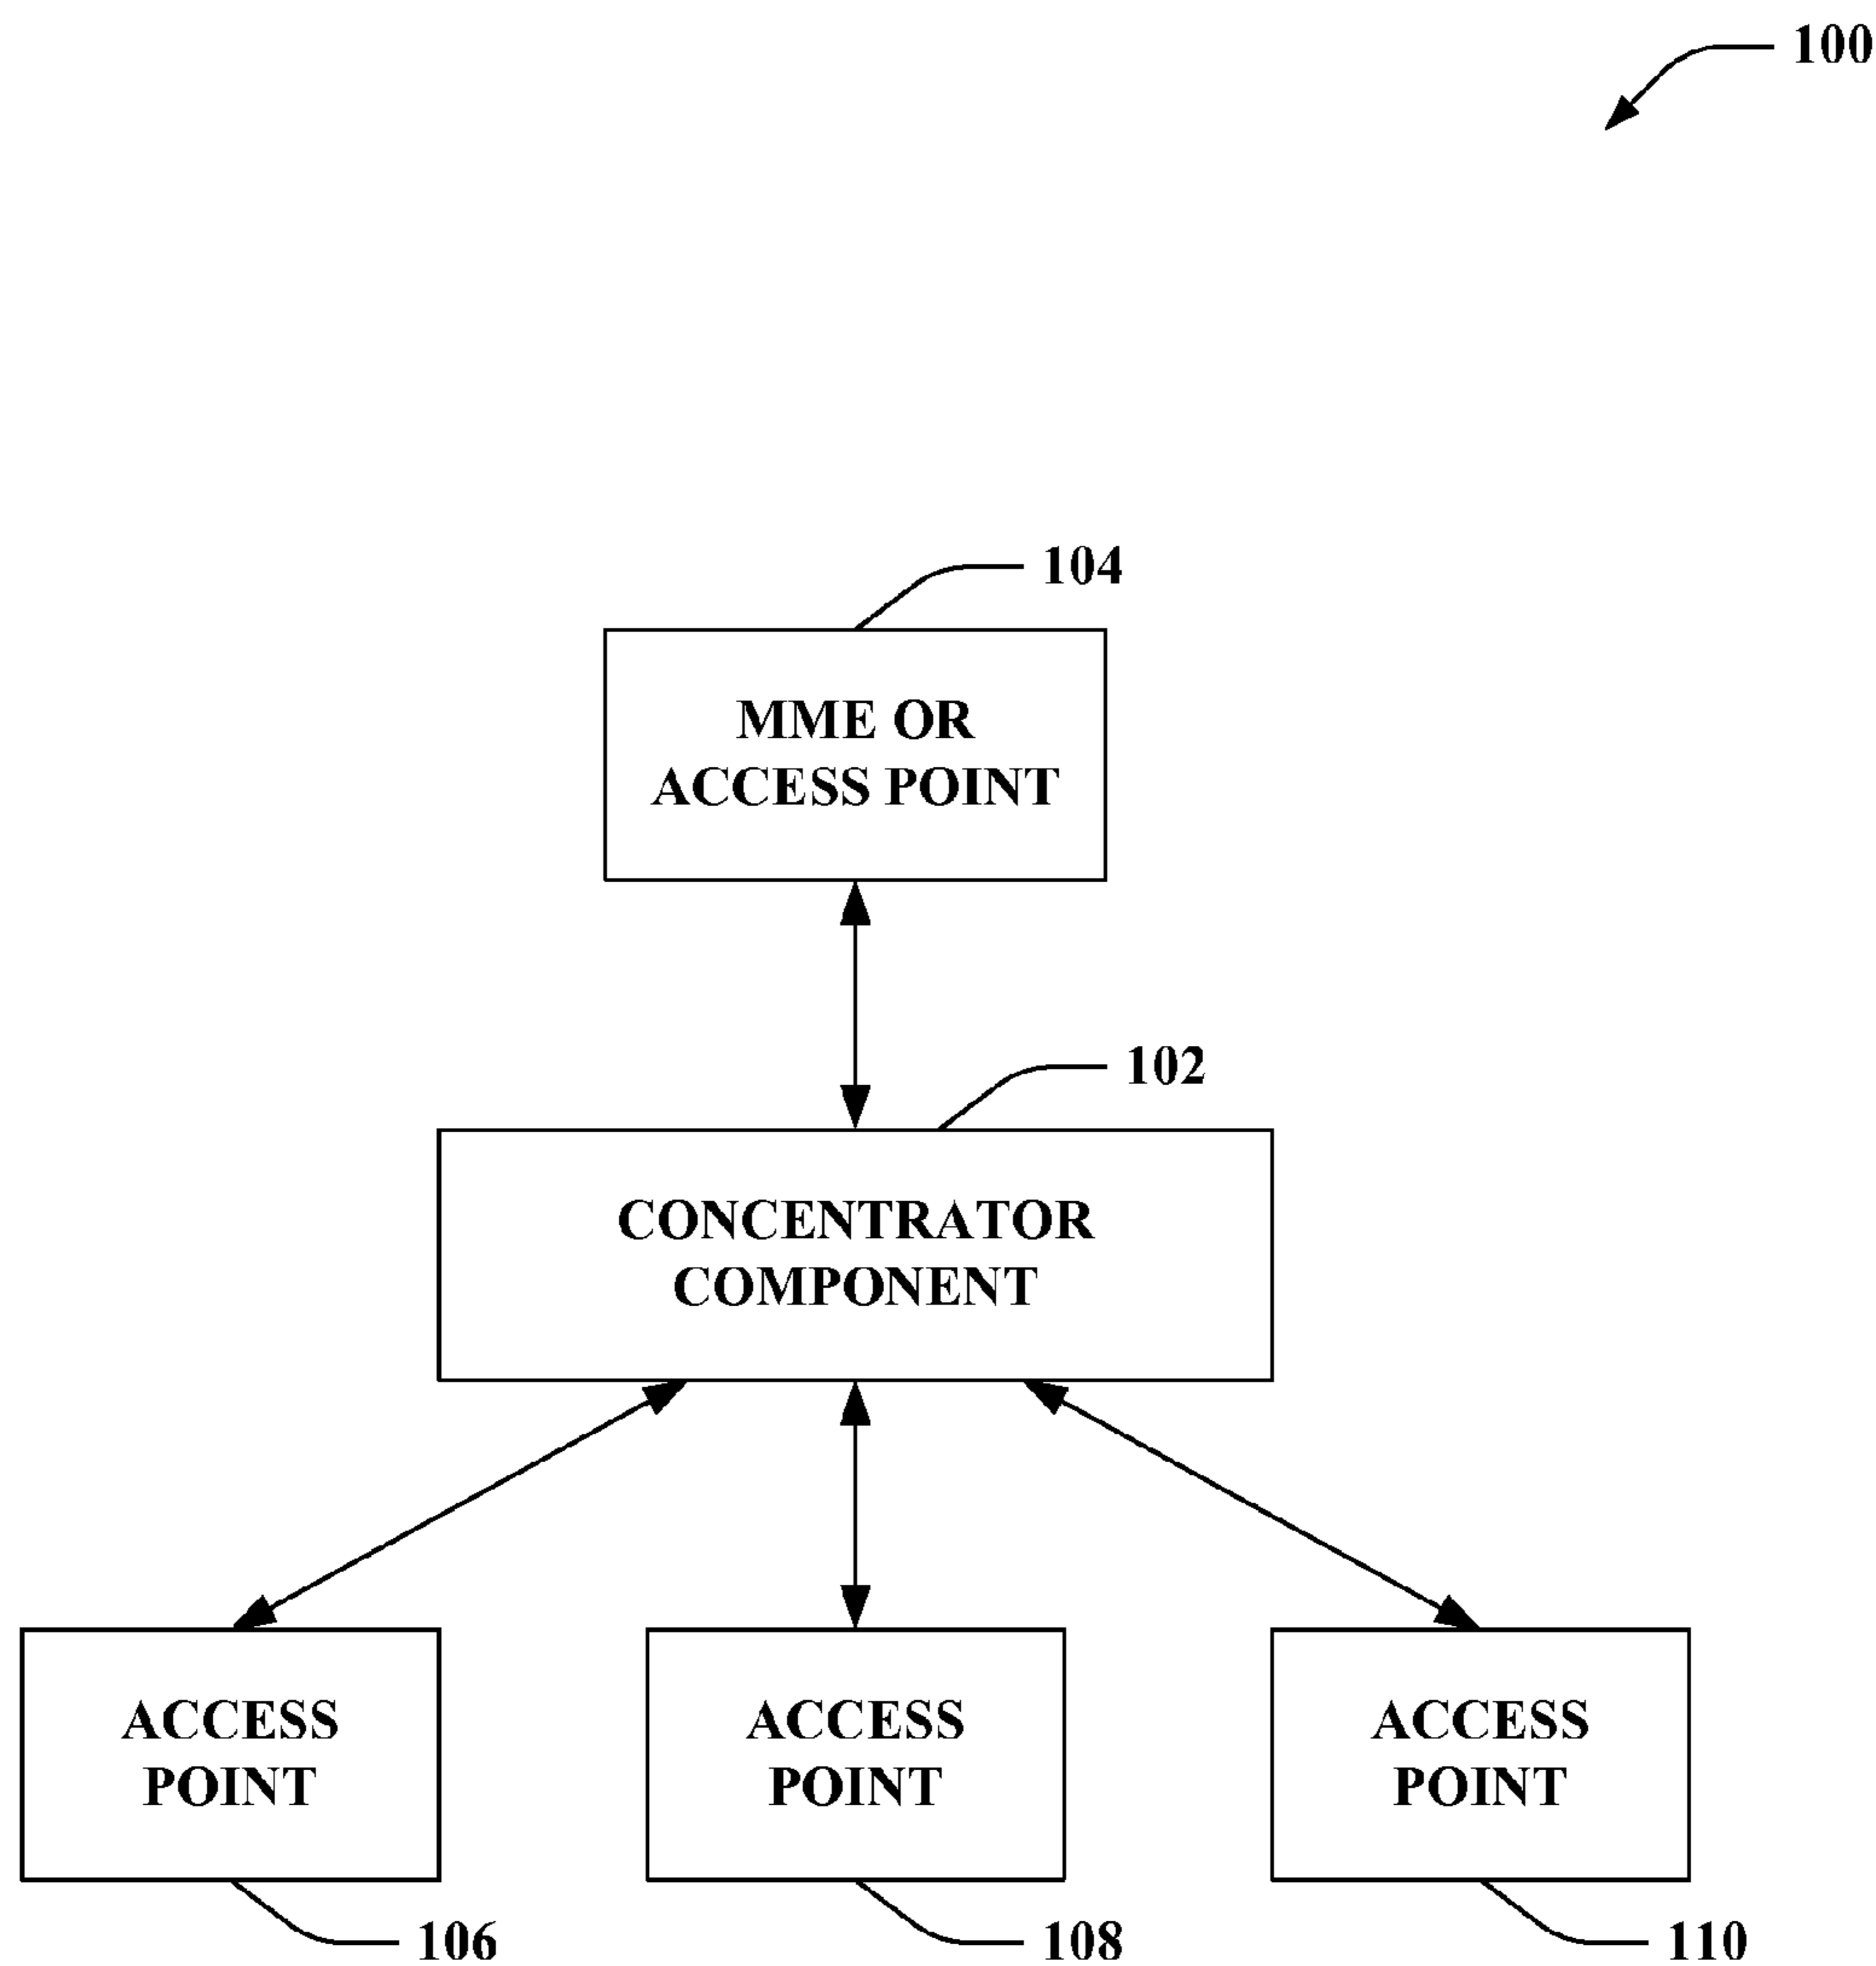 100
104
MME OR
ACCESS POINT
102
CONCENTRATOR
COMPONENT
ACCESS
POINT
ACCESS
POINT
ACCESS
POINT
106
108
110